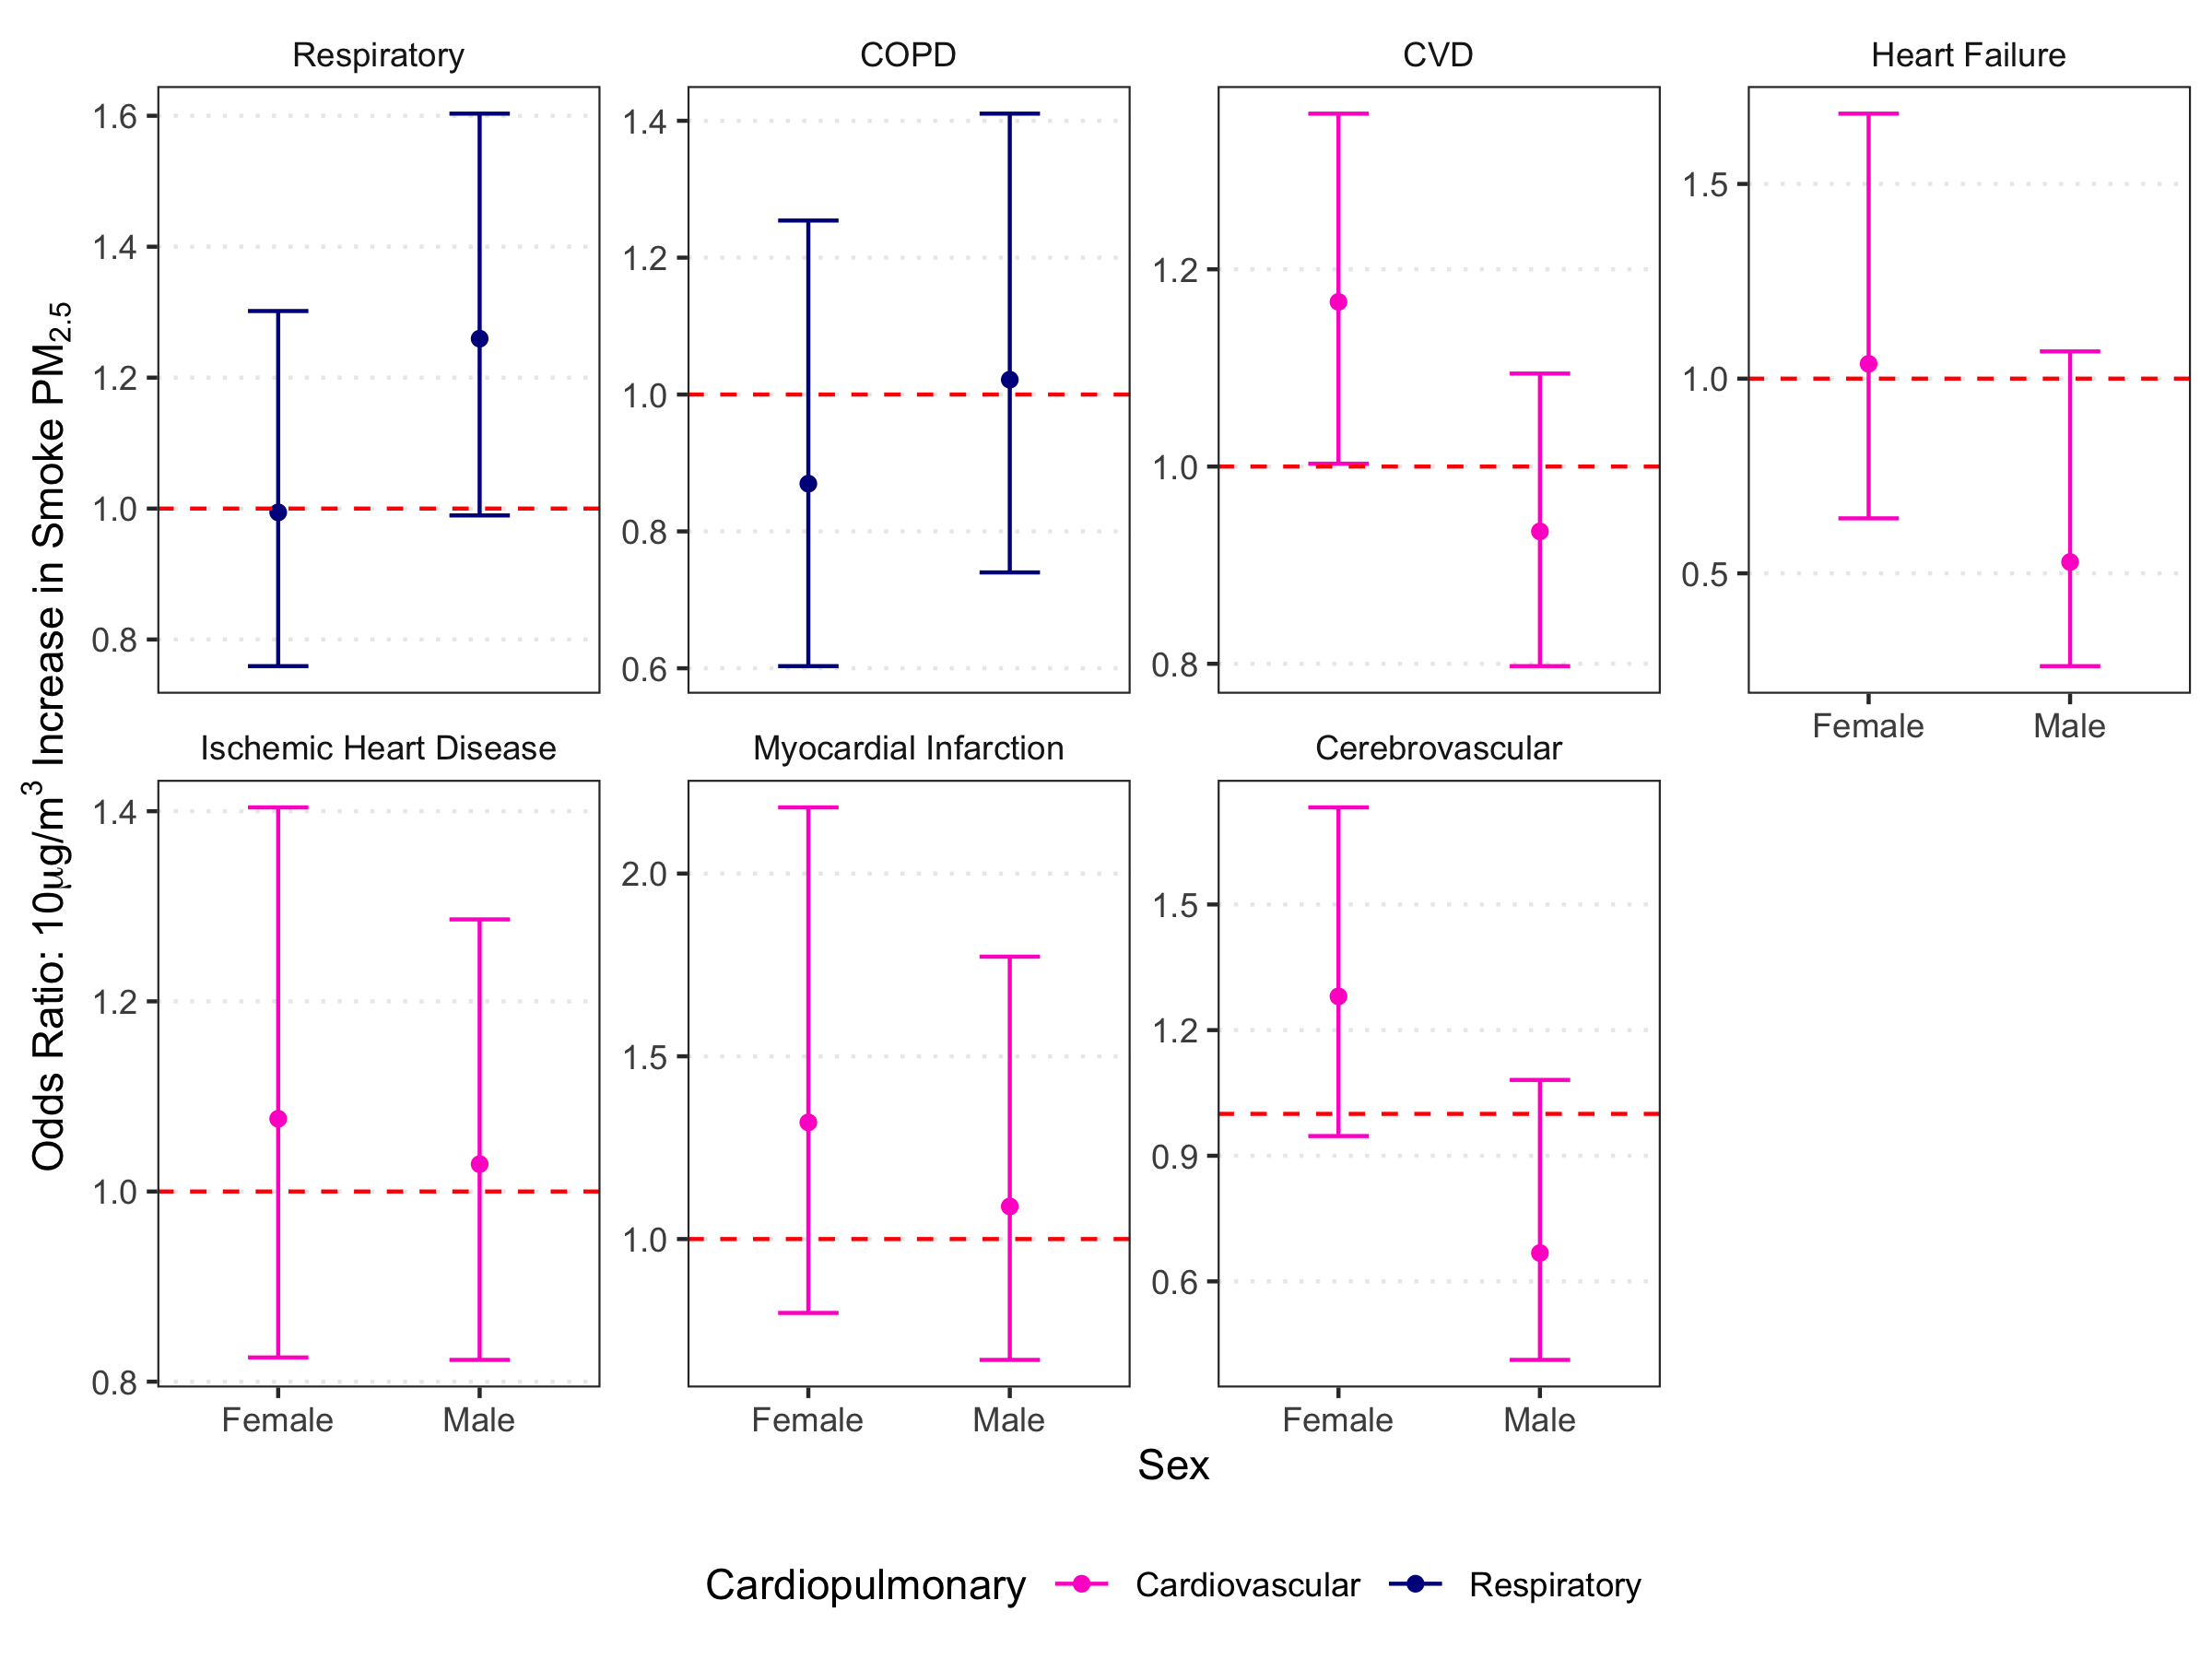 Respiratory
COPD
CVD
Heart Failure
1.6
1.4
1.2
1.0
0.8
1.4
1.2
1.0
0.8
0.6
1.2
1.0
0.8
1.5
1.0
0.5
Female Male
Odds Ratio: 10μg/m³ Increase in Smoke PM₂.₅
Ischemic Heart Disease
Myocardial Infarction
Cerebrovascular
1.4
1.2
1.0
0.8
2.0
1.5
1.0
1.5
1.2
0.9
0.6
Female Male
Female Male
Female Male
Sex
Cardiopulmonary Cardiovascular Respiratory